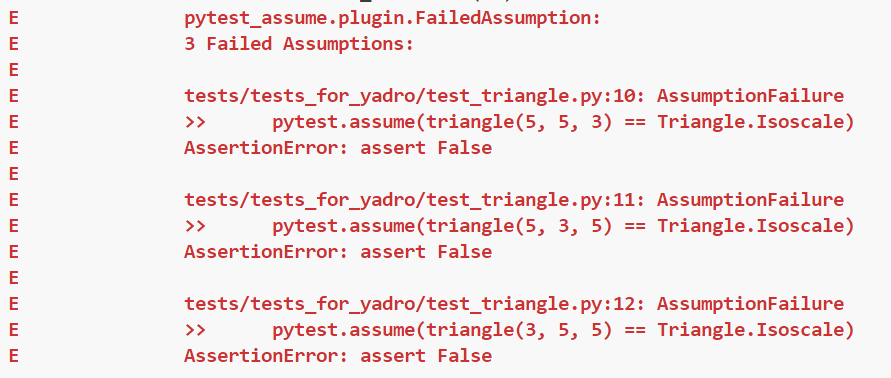 E pytest_assume.plugin.FailedAssumption:
E 3 Failed Assumptions:
E
E tests/tests_for_yadro/test_triangle.py:10: AssumptionFailure
E >> pytest.assume(triangle(5, 5, 3) == Triangle.Isoscale)
E AssertionError: assert False
E
E tests/tests_for_yadro/test_triangle.py:11: AssumptionFailure
E >> pytest.assume(triangle(5, 3, 5) == Triangle.Isoscale)
E AssertionError: assert False
E
E tests/tests_for_yadro/test_triangle.py:12: AssumptionFailure
E >> pytest.assume(triangle(3, 5, 5) == Triangle.Isoscale)
E AssertionError: assert False